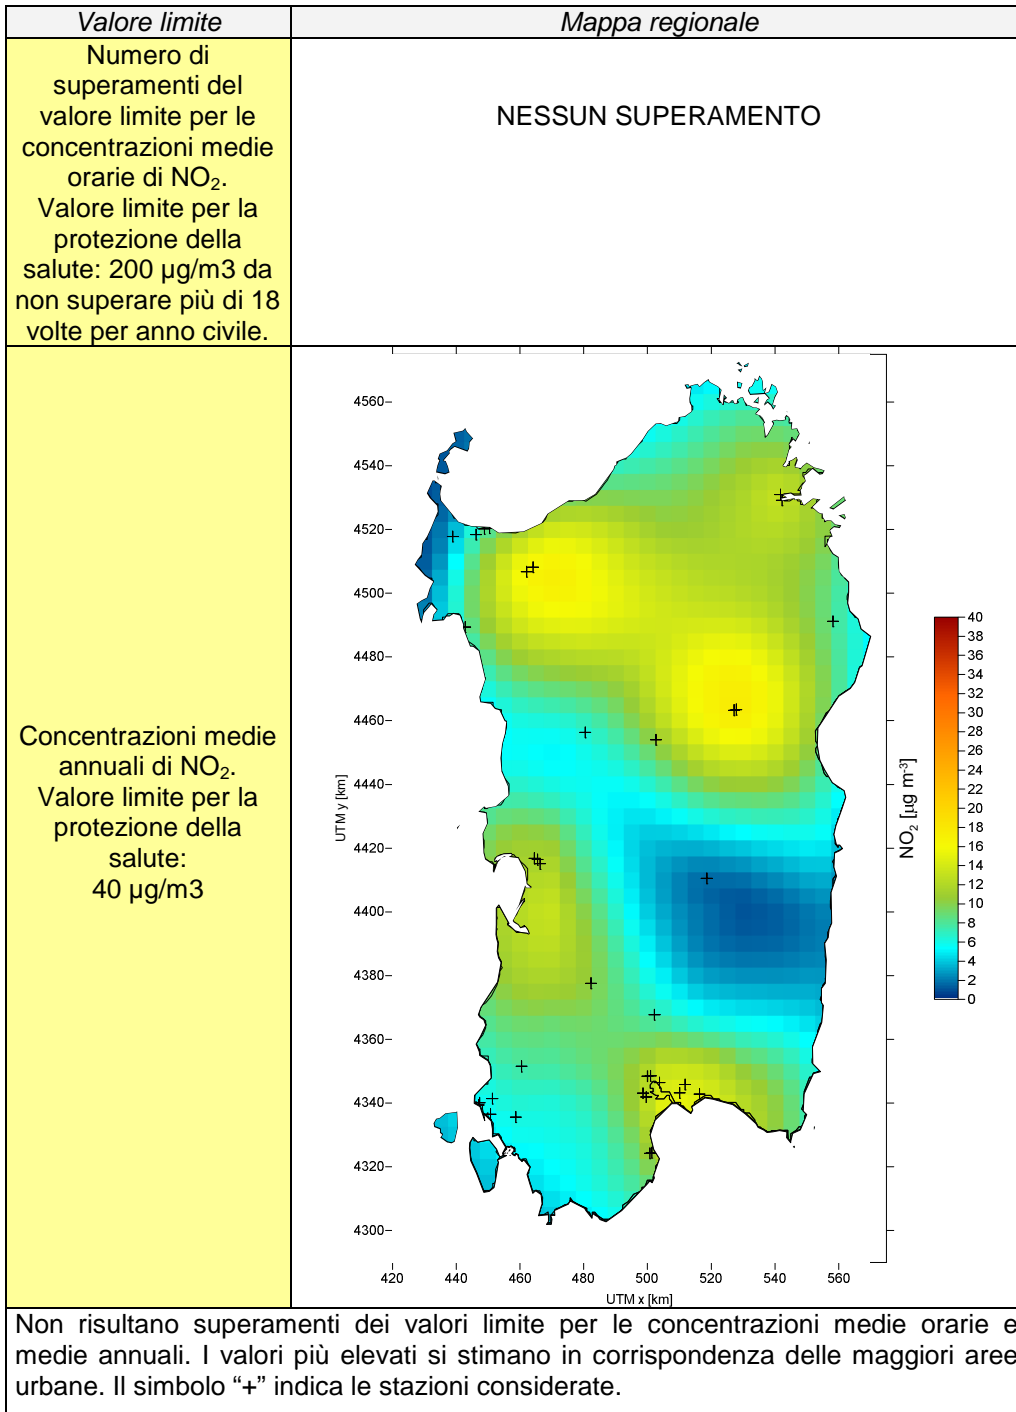 Valore limite
Mappa regionale
Numero di
superamenti del
valore limite per le
concentrazioni medie
orarie di NO₂.
Valore limite per la
protezione della
salute: 200 µg/m3 da
non superare più di 18
volte per anno civile.
NESSUN SUPERAMENTO
Concentrazioni medie
annuali di NO₂.
Valore limite per la
protezione della
salute:
40 µg/m3
4560
4540
4520
4500
4480
4460
4440
4420
4400
4380
4360
4340
4320
4300
UTM y [km]
420 440 460 480 500 520 540 560
UTM x [km]
NO₂ [µg m⁻³]
40
38
36
34
32
30
28
26
24
22
20
18
16
14
12
10
8
6
4
2
0
Non risultano superamenti dei valori limite per le concentrazioni medie orarie e
medie annuali. I valori più elevati si stimano in corrispondenza delle maggiori aree
urbane. Il simbolo “+” indica le stazioni considerate.